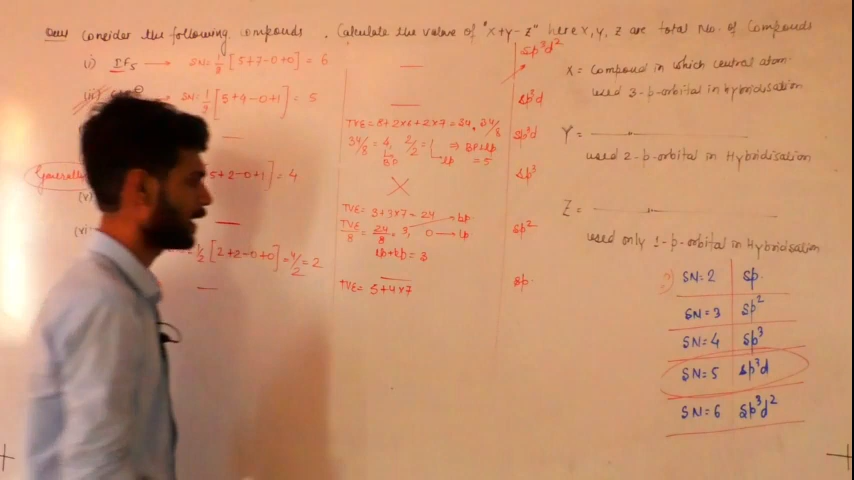 Ques Consider the following compounds. Calculate the value of "x+y-z" here x, y, z are total No. of Compounds
(i) IF5 → SN=1/2[5+7-0+0] = 6
SN=1/2[5+4-0+1] = 5
Generally
5+2-0+1] = 4
(v)
1/2[2+2-0+0] = 4/2 = 2
TVE = 8+2×6+2×7 = 34, 34/8
34/8 = 4, 2/2 = 1 ⇒ BP+lp = 5
BP
lp
×
TVE = 3+3×7 = 24
TVE/8 = 24/8 = 3, 0 → lp
bp
lp+bp = 3
TVE = 5+4×7
sp3d2
sp3d
sp3d
sp3
sp2
sp
X = Compound in which central atom
used 3-p-orbital in hybridisation
Y =
used 2-p-orbital in Hybridisation
Z =
used only 1-p-orbital in Hybridisation
SN=2 sp
SN=3 sp2
SN=4 sp3
SN=5 sp3d
SN=6 sp3d2